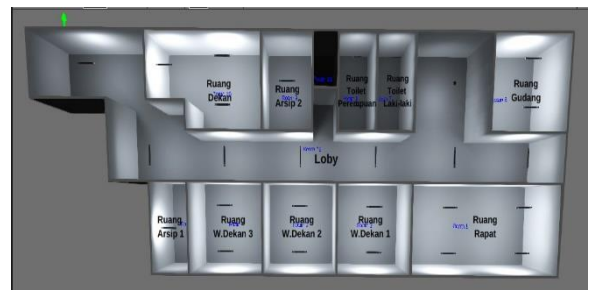 Ruang
Dekan
Ruang
Arsip 2
Ruang
Toilet
Perempuan
Ruang
Toilet
Laki-laki
Ruang
Gudang
Loby
Ruang
Arsip 1
Ruang
W.Dekan 3
Ruang
W.Dekan 2
Ruang
W.Dekan 1
Ruang
Rapat